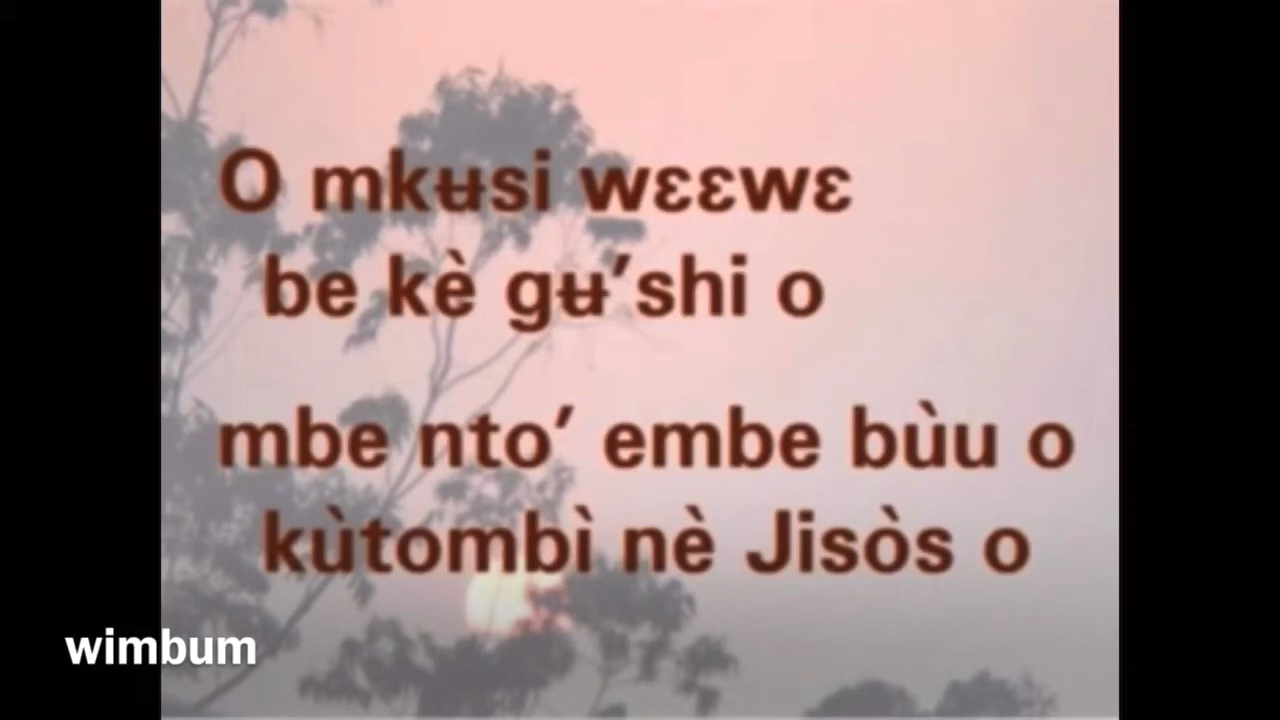 O mkʉsi wɛɛwɛ
be kè gʉ’shi o
mbe nto’ embe bùu o
kùtombì nè Jisòs o
wimbum